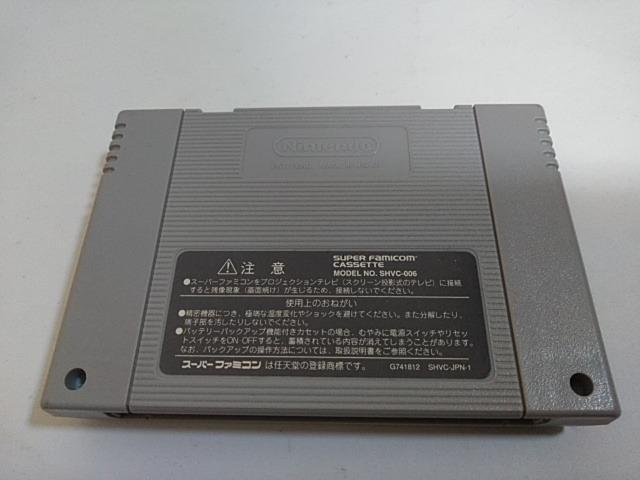 Nintendo
⚠注意
SUPER FAMICOM
CASSETTE
MODEL NO. SHVC-006
●スーパーファミコンをプロジェクションテレビ(スクリーン投影式のテレビ)に接続
すると残像現象(画面焼け)が生じるため、接続しないでください。
使用上のおねがい
●精密機器につき、極端な温度変化やショックを避けてください。また分解したり、
端子部を汚したりしないでください。
●バッテリーバックアップ機能付きカセットの場合、むやみに電源スイッチやリセッ
トスイッチをON・OFFすると、蓄積されている内容が消えてしまうことがあります。
なお、バックアップの操作方法については、取扱説明書をご参照ください。
スーパーファミコン は任天堂の登録商標です。
G741812 SHVC-JPN-1